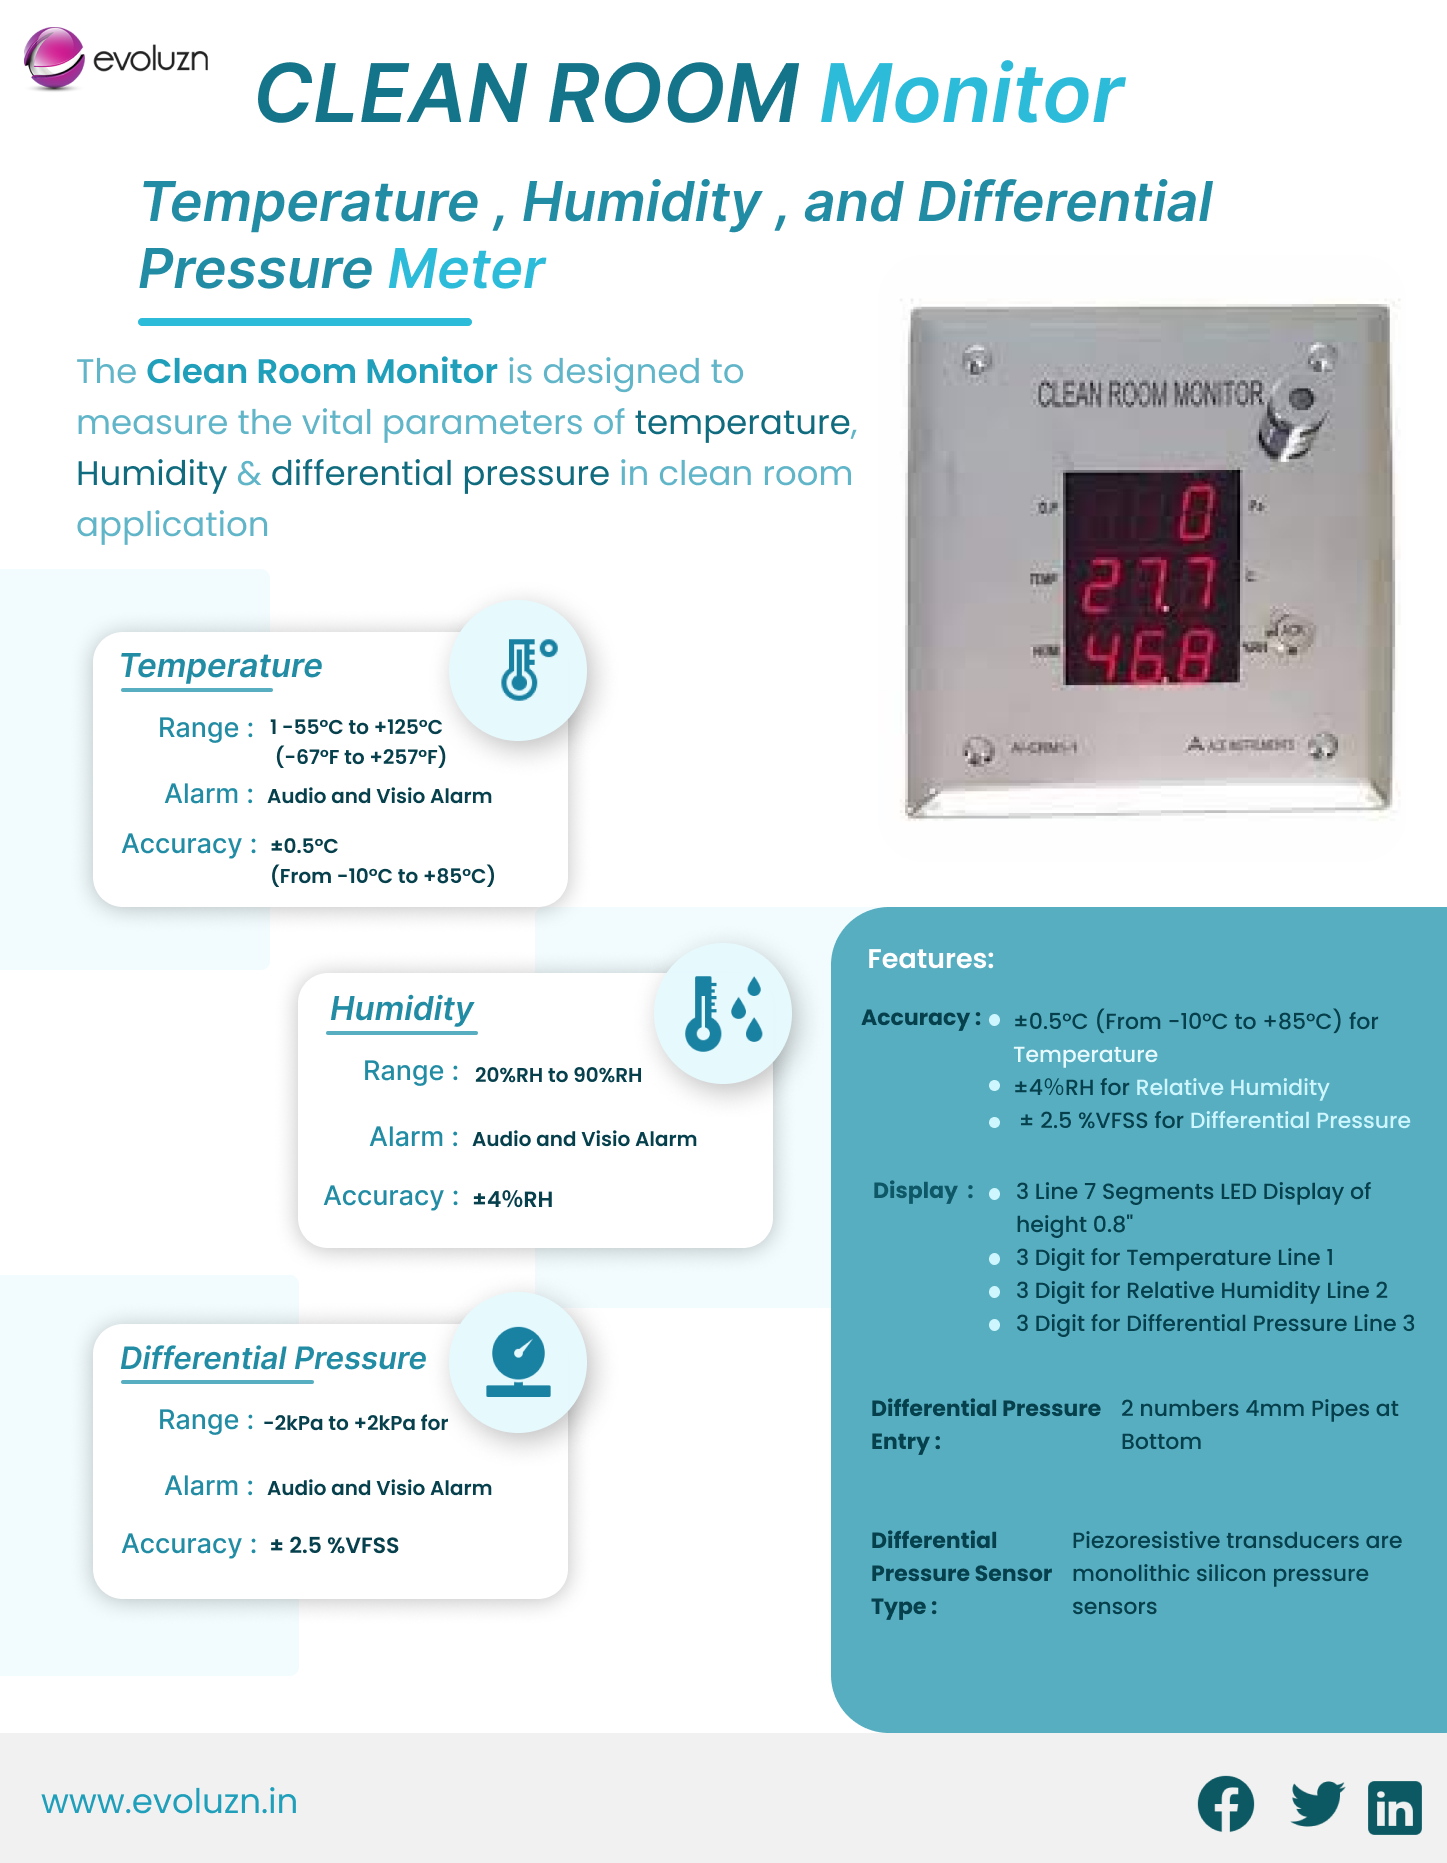 evoluzn
CLEAN ROOM Monitor
Temperature , Humidity , and Differential
Pressure Meter
The Clean Room Monitor is designed to
measure the vital parameters of temperature,
Humidity & differential pressure in clean room
application
CLEAN ROOM MONITOR
D.P 0 Pa
TEMP 27.7 C
HUM 46.8 %RH
ACK
AI-CRMS-1
ACE INSTRUMENTS
Temperature
Range : 1 -55°C to +125°C
(-67°F to +257°F)
Alarm : Audio and Visio Alarm
Accuracy : ±0.5°C
(From -10°C to +85°C)
Humidity
Range : 20%RH to 90%RH
Alarm : Audio and Visio Alarm
Accuracy : ±4%RH
Differential Pressure
Range : -2kPa to +2kPa for
Alarm : Audio and Visio Alarm
Accuracy : ± 2.5 %VFSS
Features:
Accuracy : ±0.5°C (From -10°C to +85°C) for
Temperature
±4%RH for Relative Humidity
± 2.5 %VFSS for Differential Pressure
Display : 3 Line 7 Segments LED Display of
height 0.8"
3 Digit for Temperature Line 1
3 Digit for Relative Humidity Line 2
3 Digit for Differential Pressure Line 3
Differential Pressure 2 numbers 4mm Pipes at
Entry : Bottom
Differential Piezoresistive transducers are
Pressure Sensor monolithic silicon pressure
Type : sensors
www.evoluzn.in